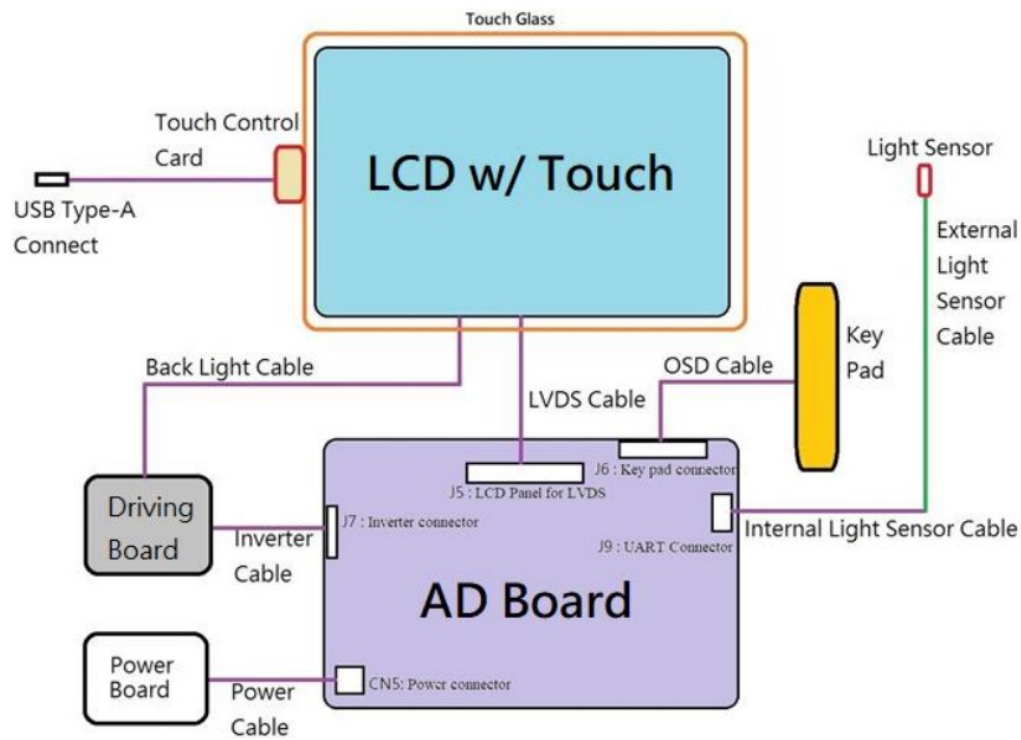 Touch Glass
LCD w/ Touch
Touch Control
Card
USB Type-A
Connect
Light Sensor
External
Light
Sensor
Cable
Key
Pad
OSD Cable
Back Light Cable
LVDS Cable
J6 : Key pad connector
J5 : LCD Panel for LVDS
Driving
Board
J7 : Inverter connector
Inverter
Cable
Internal Light Sensor Cable
J9 : UART Connector
AD Board
Power
Board
CN5: Power connector
Power
Cable